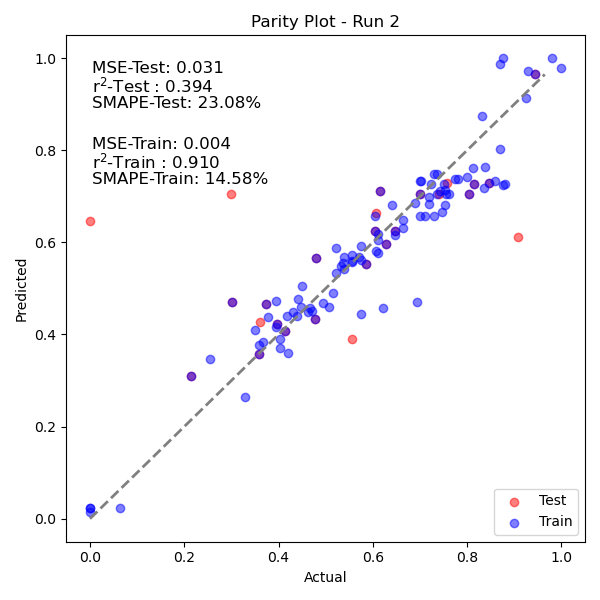 Parity Plot - Run 2
MSE-Test: 0.031
r²-Test : 0.394
SMAPE-Test: 23.08%
MSE-Train: 0.004
r²-Train : 0.910
SMAPE-Train: 14.58%
Predicted
1.0
0.8
0.6
0.4
0.2
0.0
0.0 0.2 0.4 0.6 0.8 1.0
Actual
Test
Train